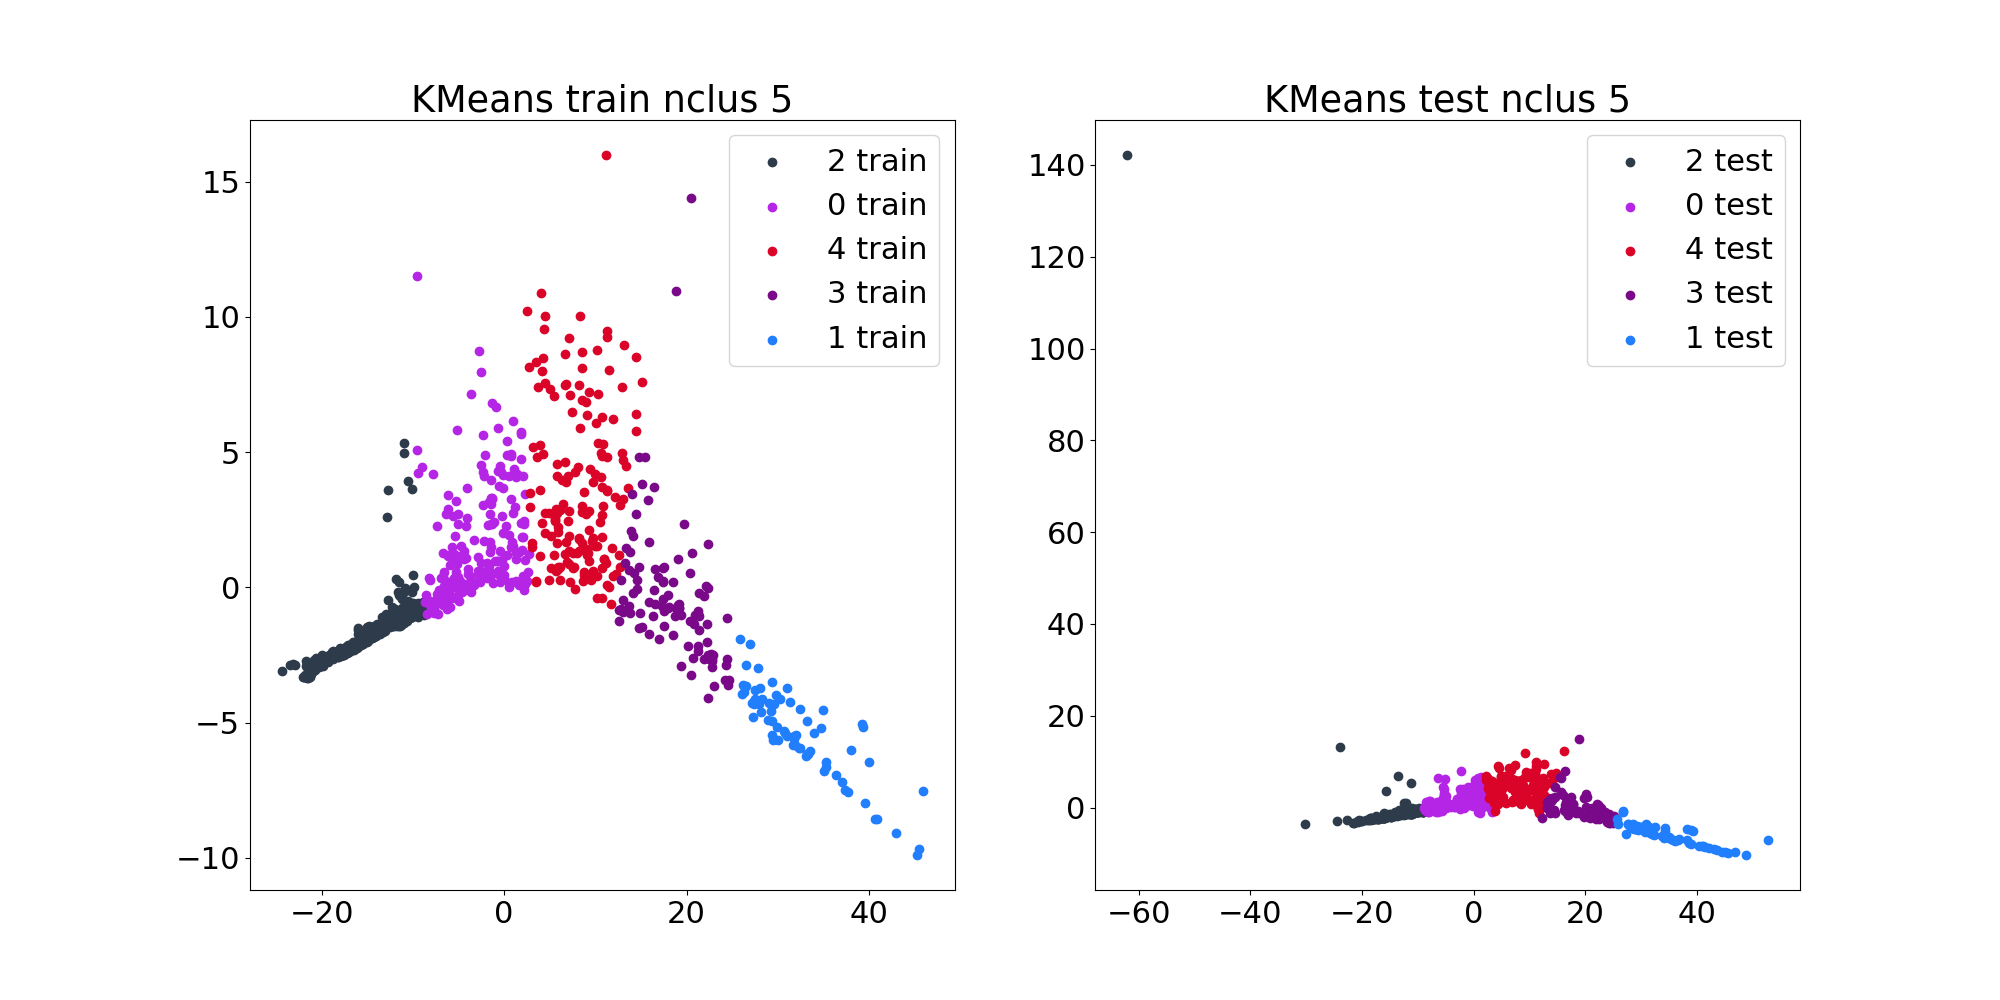 KMeans train nclus 5
15
10
5
0
−5
−10
−20
0
20
40
2 train
0 train
4 train
3 train
1 train
KMeans test nclus 5
140
120
100
80
60
40
20
0
−60
−40
−20
0
20
40
2 test
0 test
4 test
3 test
1 test